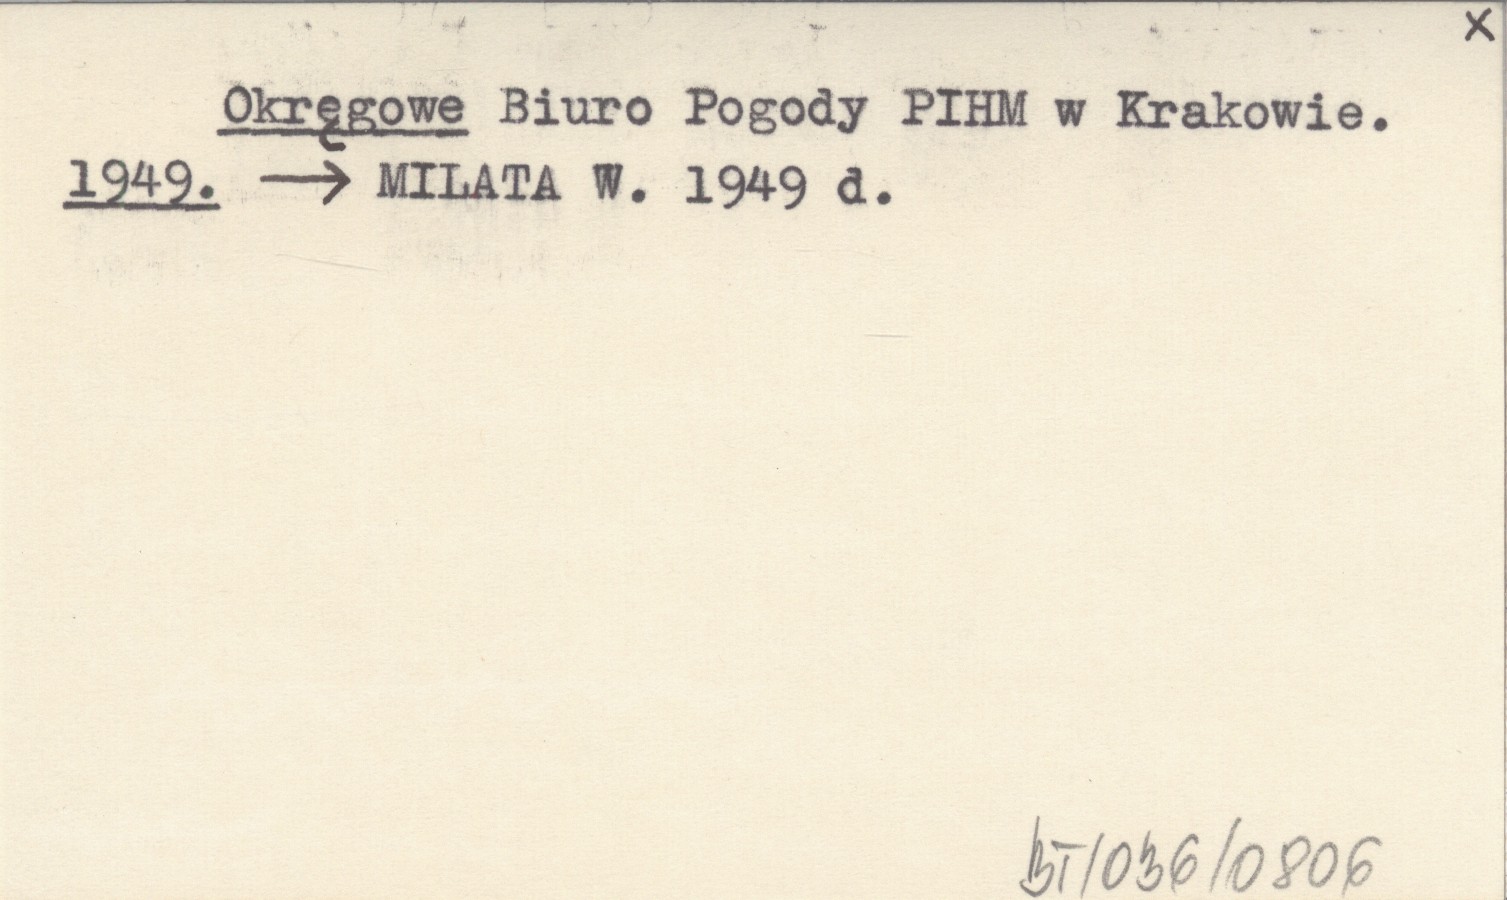 x
Okręgowe Biuro Pogody PIHM w Krakowie.
1949. → MILATA W. 1949 d.
BT/036/0806